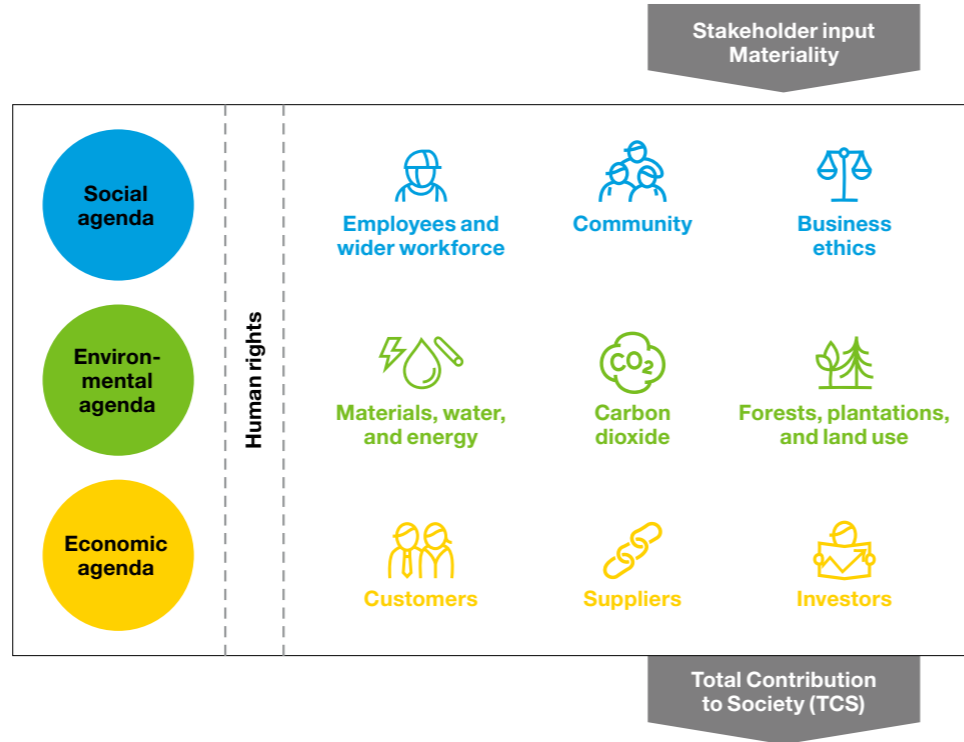 Stakeholder input
Materiality
Social
agenda
Employees and
wider workforce
Community
Business
ethics
Human rights
Environ-
mental
agenda
CO₂
Materials, water,
and energy
Carbon
dioxide
Forests, plantations,
and land use
Economic
agenda
Customers
Suppliers
Investors
Total Contribution
to Society (TCS)